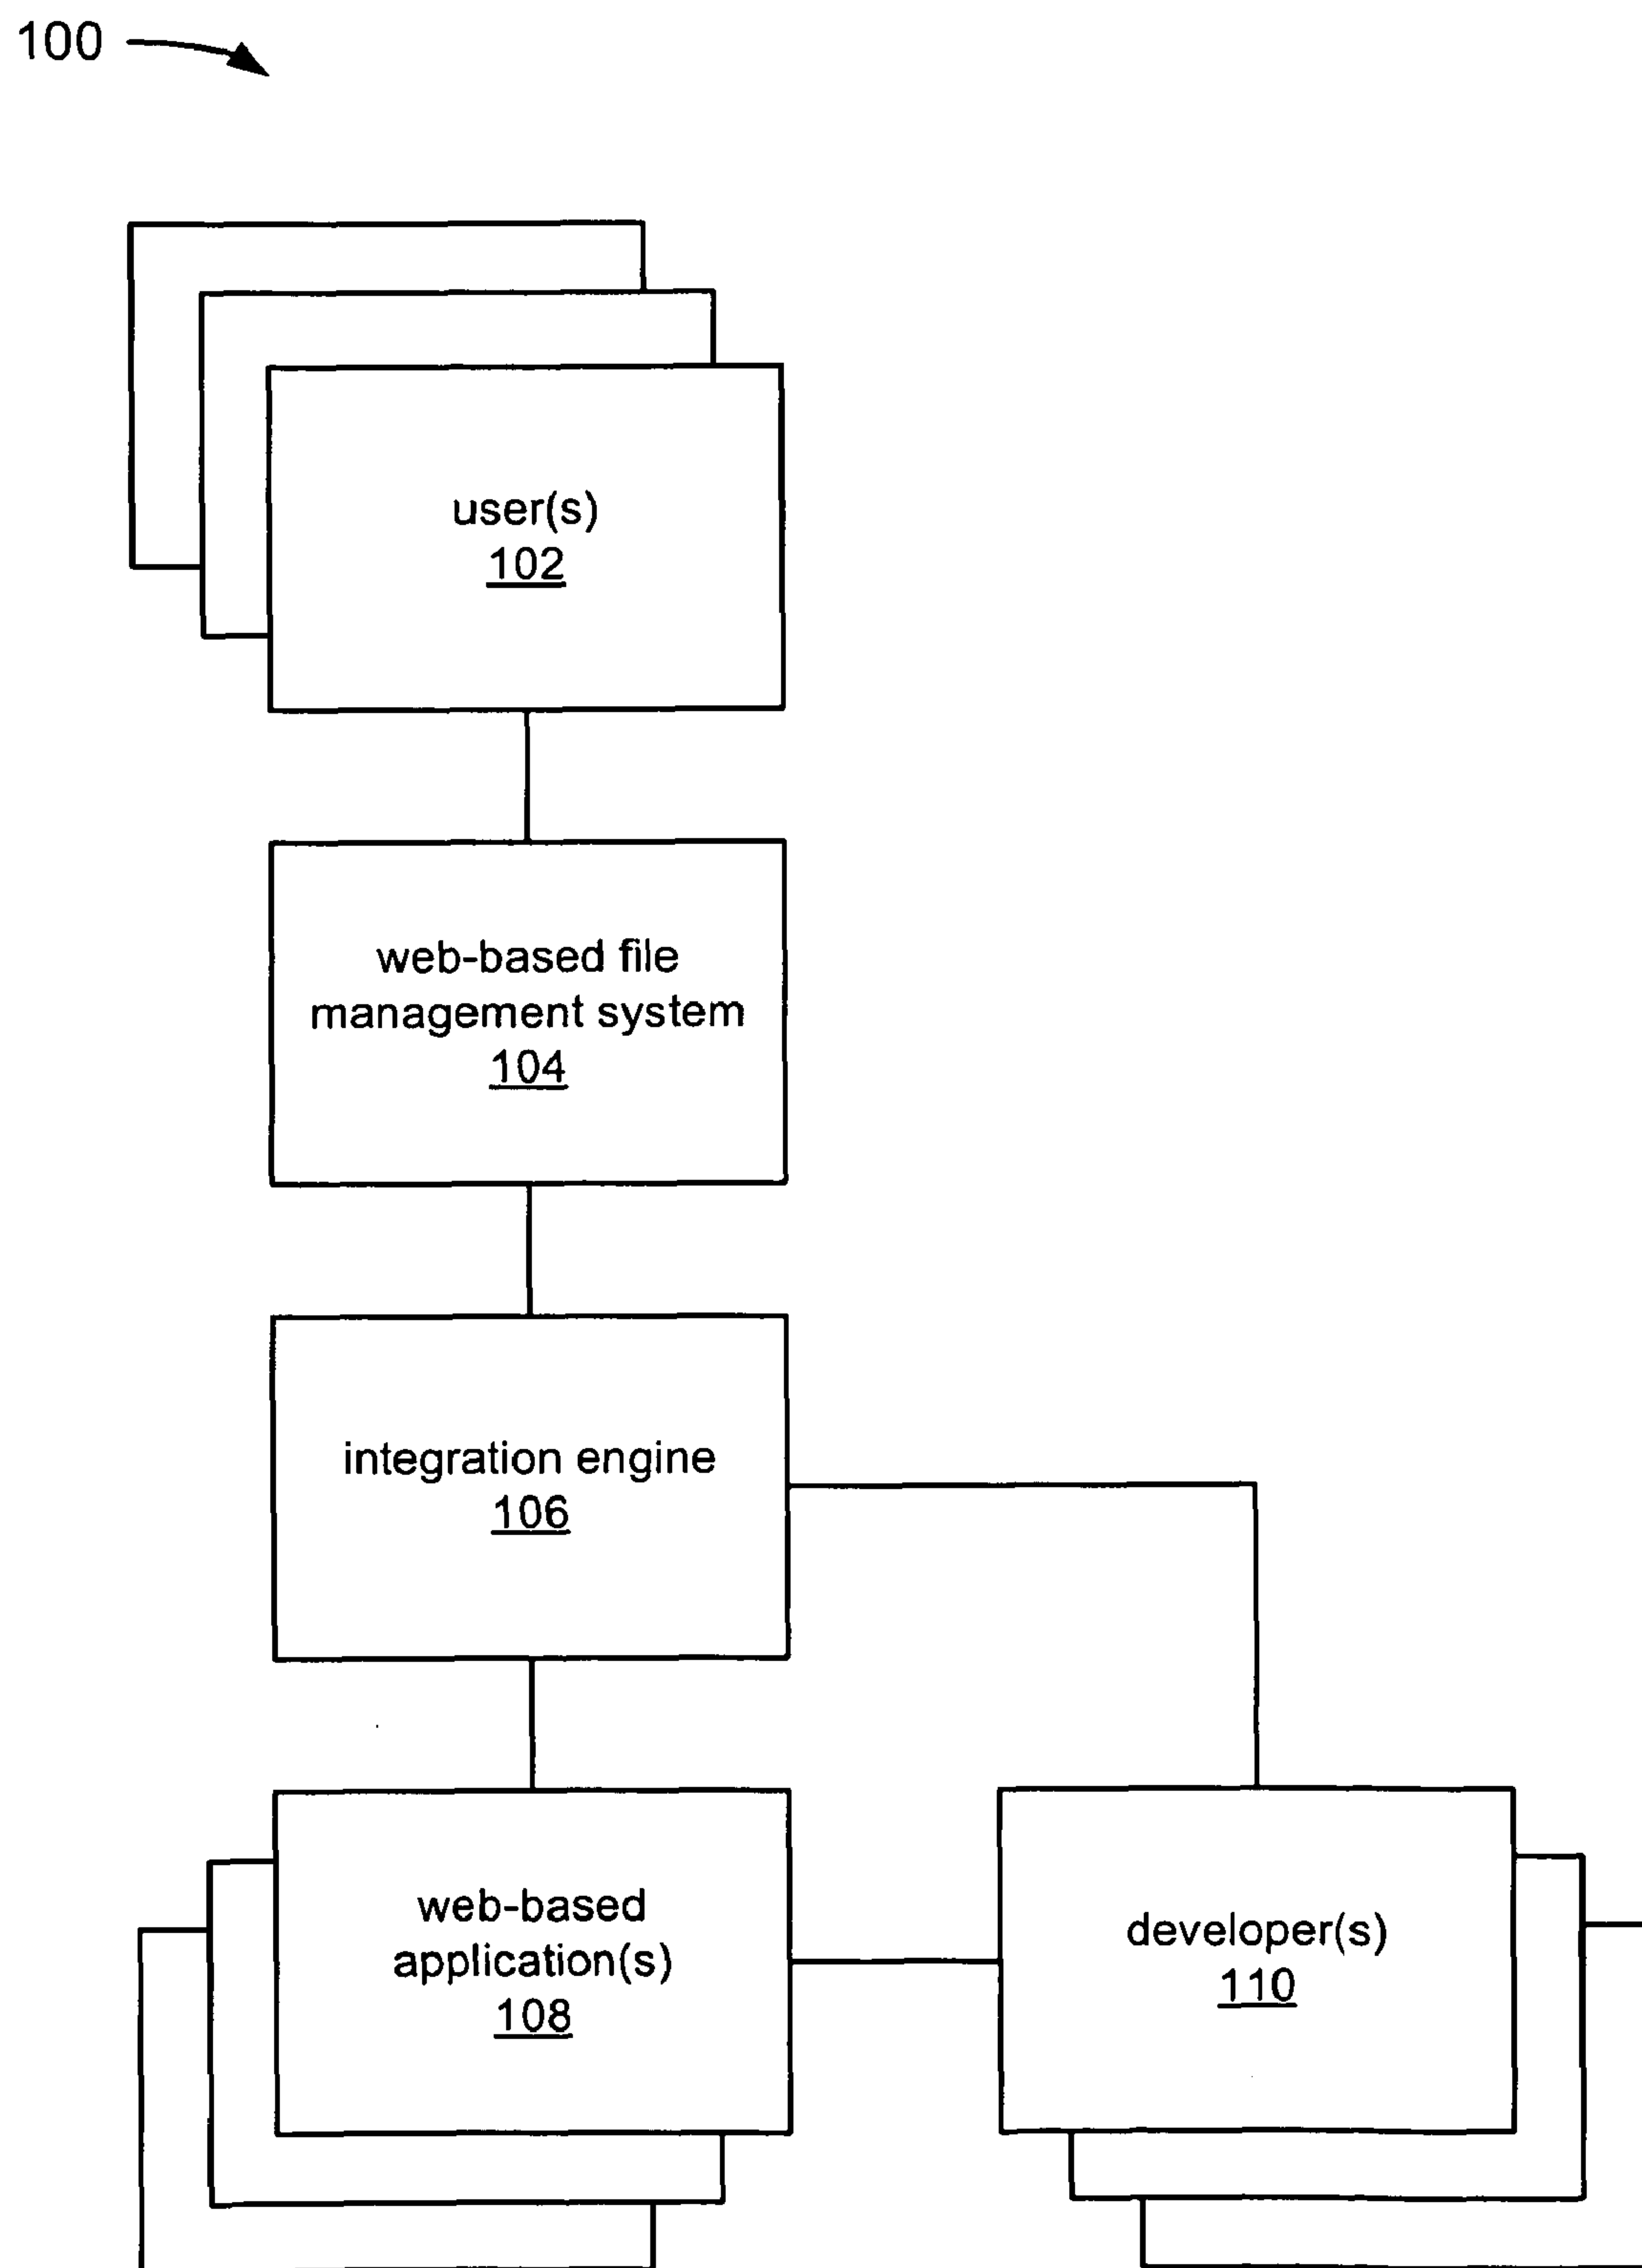 100
user(s)
102
web-based file
management system
104
integration engine
106
web-based
application(s)
108
developer(s)
110